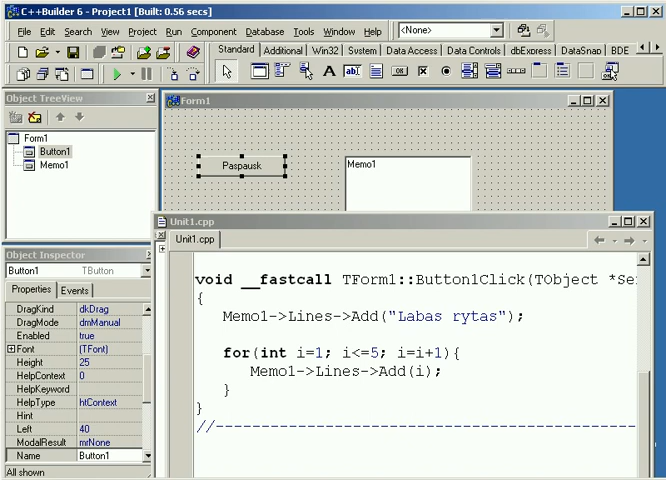 C++Builder 6 - Project1 [Built: 0.56 secs]
File Edit Search View Project Run Component Database Tools Window Help <None>
Standard Additional Win32 System Data Access Data Controls dbExpress DataSnap BDE
Object TreeView
Form1
Button1
Memo1
Form1
Paspausk
Memo1
Object Inspector
Button1 TButton
Properties Events
DragKind dkDrag
DragMode dmManual
Enabled true
Font (TFont)
Height 25
HelpContext 0
HelpKeyword
HelpType htContext
Hint
Left 40
ModalResult mrNone
Name Button1
All shown
Unit1.cpp
Unit1.cpp
void __fastcall TForm1::Button1Click(TObject *Se
{
Memo1->Lines->Add("Labas rytas");
for(int i=1; i<=5; i=i+1){
Memo1->Lines->Add(i);
}
}
//-----------------------------------------------